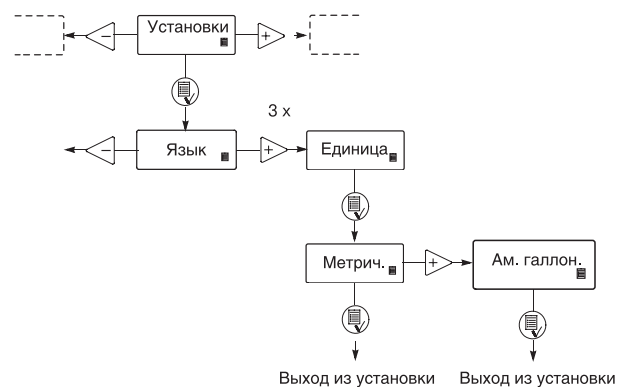 Установки
− +
3 x
− Язык + Единица
Метрич. + Ам. галлон.
Выход из установки Выход из установки